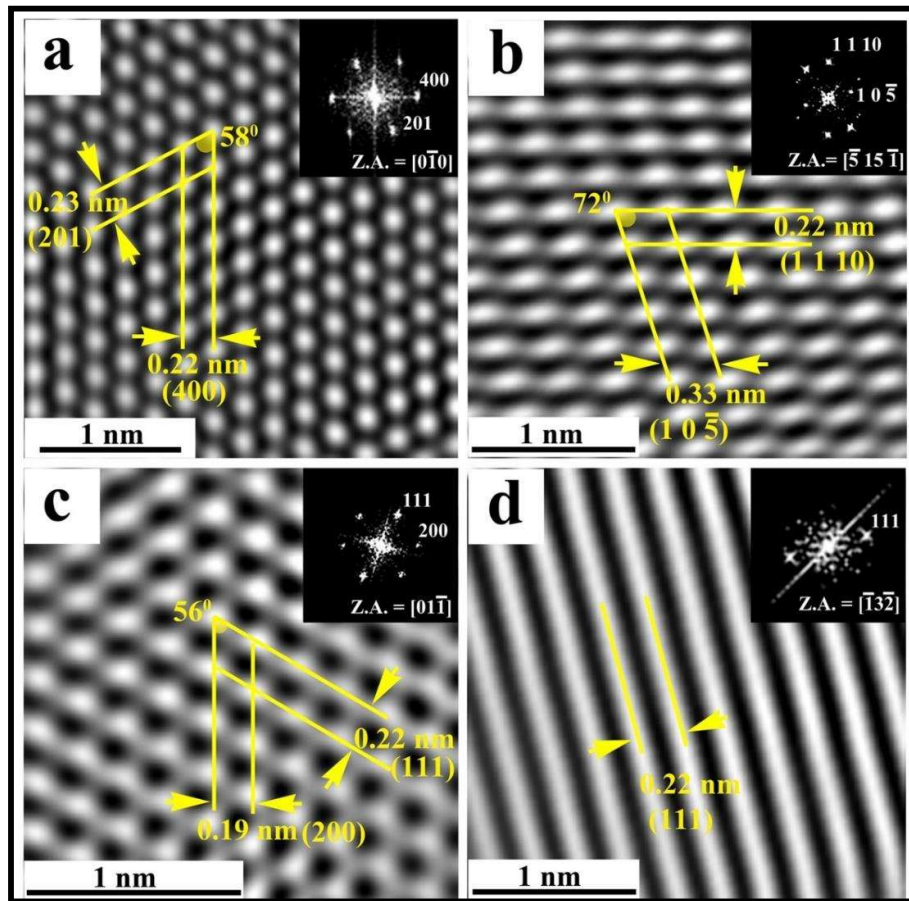 a
400
201
Z.A. = [01̅0]
58⁰
0.23 nm
(201)
0.22 nm
(400)
1 nm
b
1 1 10
1 0 5̅
Z.A.= [5̅ 15 1̅]
72⁰
0.22 nm
(1 1 10)
0.33 nm
(1 0 5̅)
1 nm
c
111
200
Z.A. = [011̅]
56⁰
0.22 nm
(111)
0.19 nm (200)
1 nm
d
111
Z.A. = [1̅32̅]
0.22 nm
(111)
1 nm